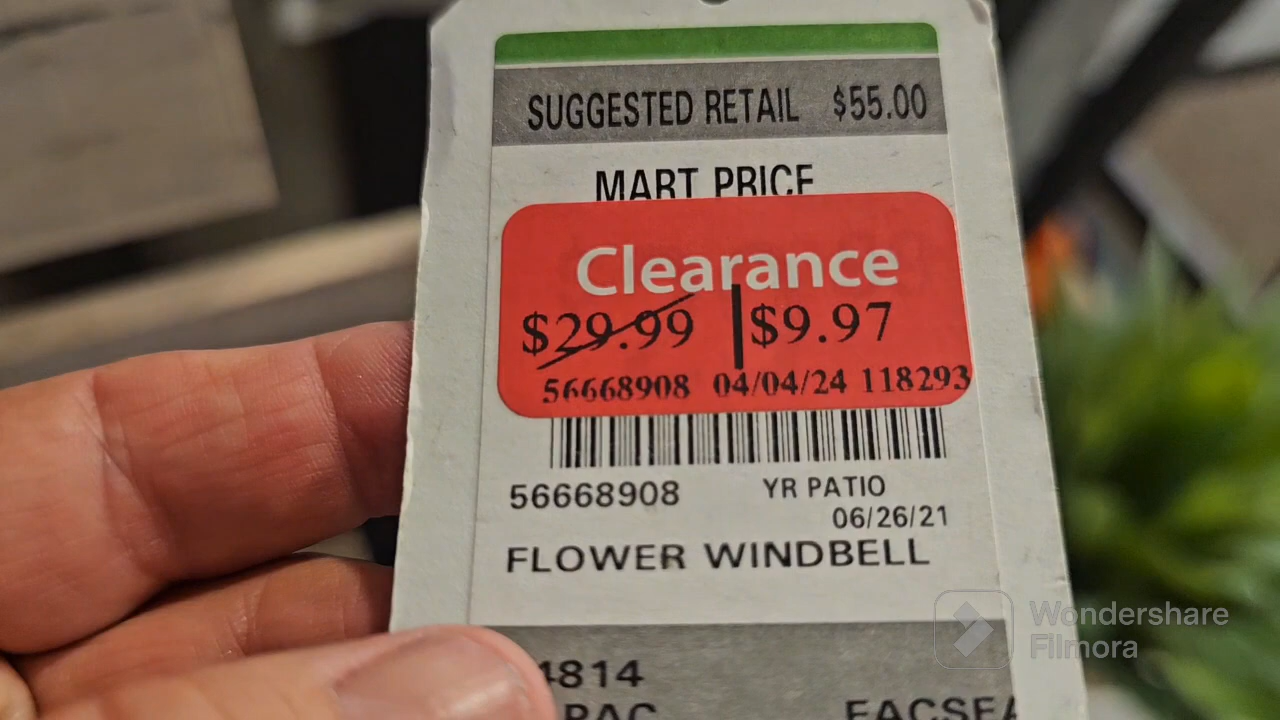 SUGGESTED RETAIL $55.00
MART PRICE
Clearance
$29.99 $9.97
56668908 04/04/24 118293
56668908 YR PATIO
06/26/21
FLOWER WINDBELL
Wondershare
Filmora
4814